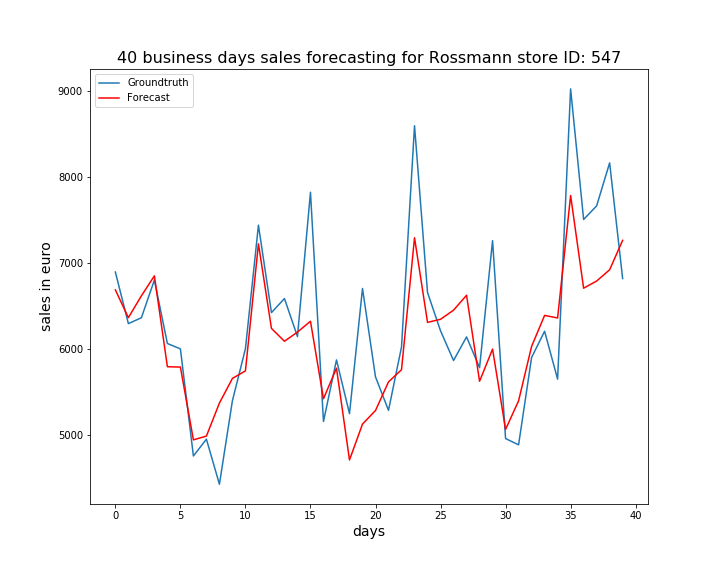 40 business days sales forecasting for Rossmann store ID: 547
Groundtruth
Forecast
9000
8000
7000
6000
5000
sales in euro
0 5 10 15 20 25 30 35 40
days